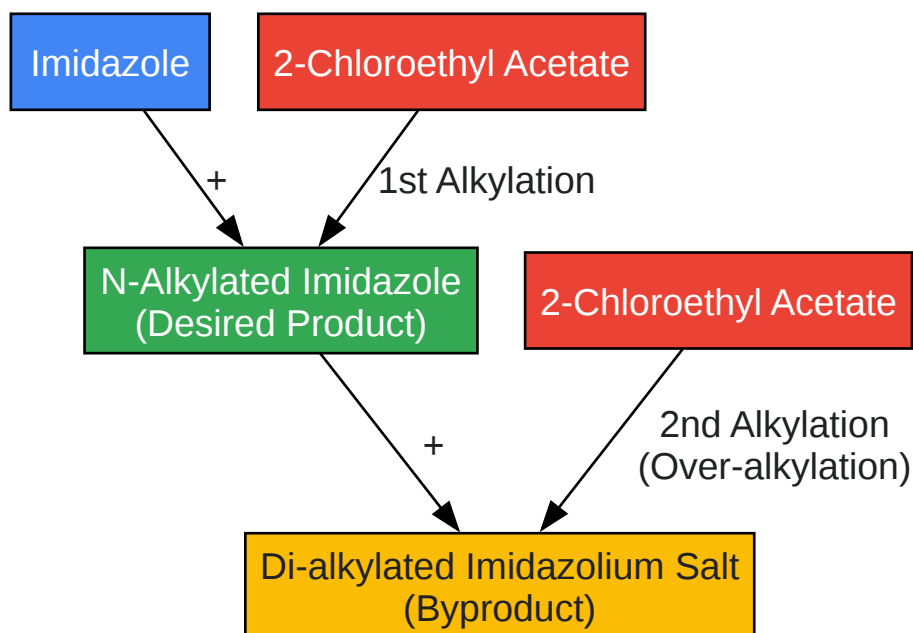 Imidazole
2-Chloroethyl Acetate
+
1st Alkylation
N-Alkylated Imidazole
(Desired Product)
2-Chloroethyl Acetate
+
2nd Alkylation
(Over-alkylation)
Di-alkylated Imidazolium Salt
(Byproduct)